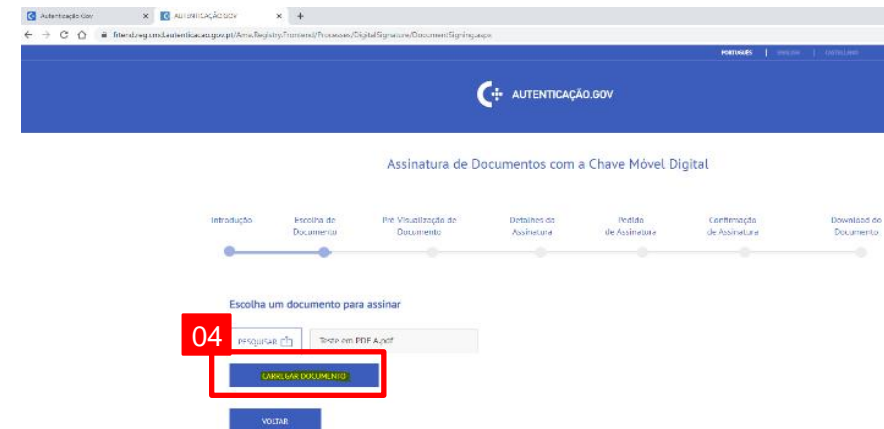 Autenticação Gov
AUTENTICAÇÃO.GOV
PORTUGUÊS | ENGLISH | CASTELLANO
AUTENTICAÇÃO.GOV
Assinatura de Documentos com a Chave Móvel Digital
Introdução
Escolha de
Documento
Pré Visualização de
Documento
Detalhes da
Assinatura
Pedido
de Assinatura
Confirmação
de Assinatura
Download do
Documento
Escolha um documento para assinar
04
PESQUISAR
Teste em PDF A.pdf
CARREGAR DOCUMENTO
VOLTAR